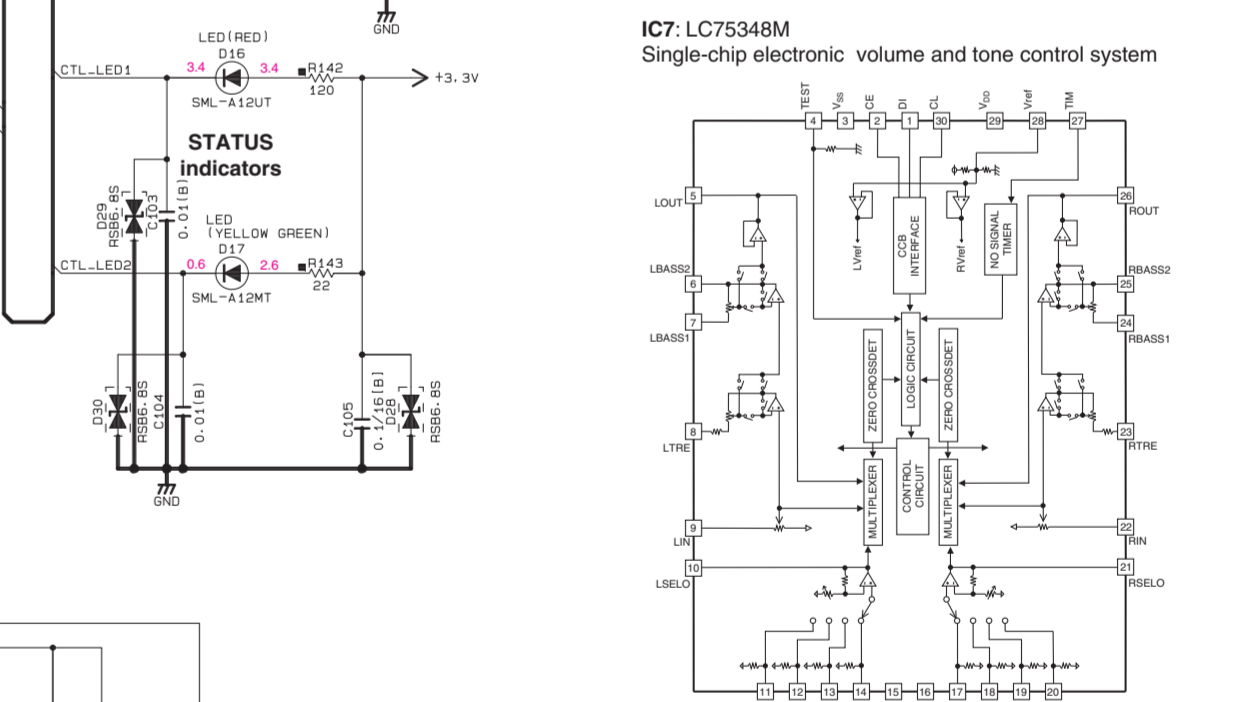 GND
LED(RED)
D16
CTL_LED1
3.4
3.4
■R142
120
+3.3V
SML-A12UT
STATUS
indicators
D29
RSB6.8S
C103
0.01(B)
LED
(YELLOW GREEN)
D17
CTL_LED2
0.6
2.6
■R143
22
SML-A12MT
D30
RSB6.8S
C104
0.01(B)
C105
0.1/16[B]
D28
RSB6.8S
GND
IC7: LC75348M
Single-chip electronic volume and tone control system
TEST
VSS
CE
DI
CL
VDD
Vref
TIM
4
3
2
1
30
29
28
27
5
LOUT
26
ROUT
LVref
CCB
INTERFACE
RVref
NO SIGNAL
TIMER
LBASS2
6
7
LBASS1
RBASS2
25
24
RBASS1
ZERO CROSSDET
LOGIC CIRCUIT
ZERO CROSSDET
8
LTRE
23
RTRE
MULTIPLEXER
CONTROL
CIRCUIT
MULTIPLEXER
9
LIN
22
RIN
10
LSELO
21
RSELO
11
12
13
14
15
16
17
18
19
20